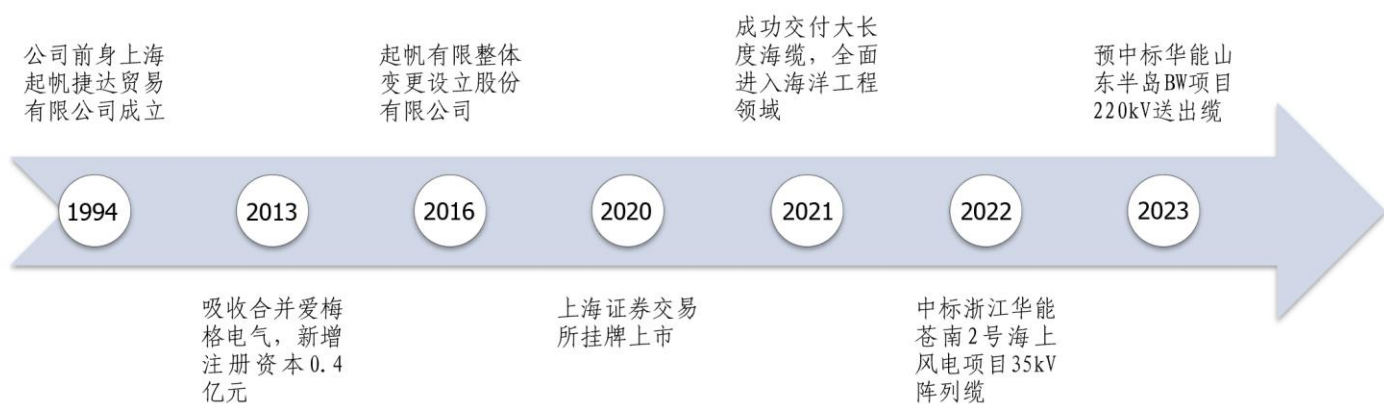 公司前身上海
起帆捷达贸易
有限公司成立
起帆有限整体
变更设立股份
有限公司
成功交付大长
度海缆，全面
进入海洋工程
领域
预中标华能山
东半岛BW项目
220kV送出缆
1994
2013
2016
2020
2021
2022
2023
吸收合并爱梅
格电气，新增
注册资本0.4
亿元
上海证券交易
所挂牌上市
中标浙江华能
苍南2号海上
风电项目35kV
阵列缆